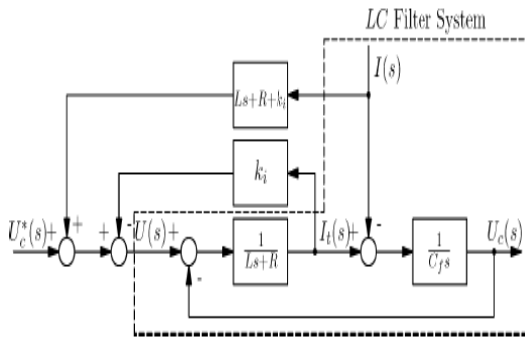 LC Filter System
I(s)
Ls+R+k_i
k_i
U_c^*(s) + + + - U(s) + - 1/(Ls+R) I_t(s) + - 1/(C_f s) U_c(s)